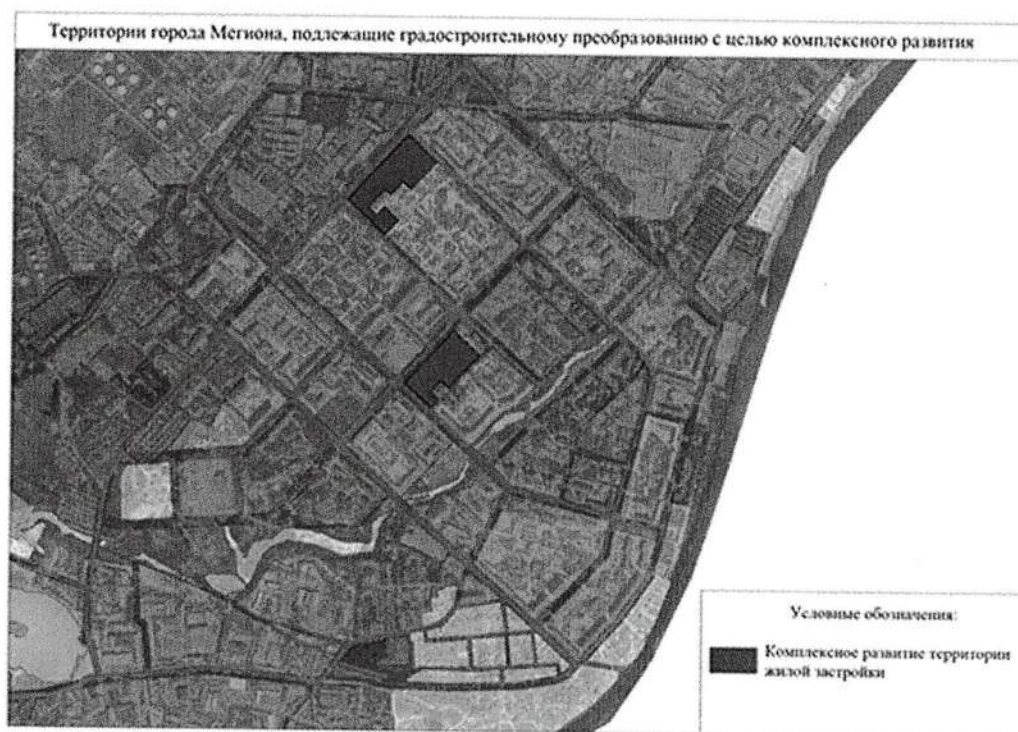 Территории города Мегиона, подлежащие градостроительному преобразованию с целью комплексного развития
Условные обозначения:
Комплексное развитие территории
жилой застройки